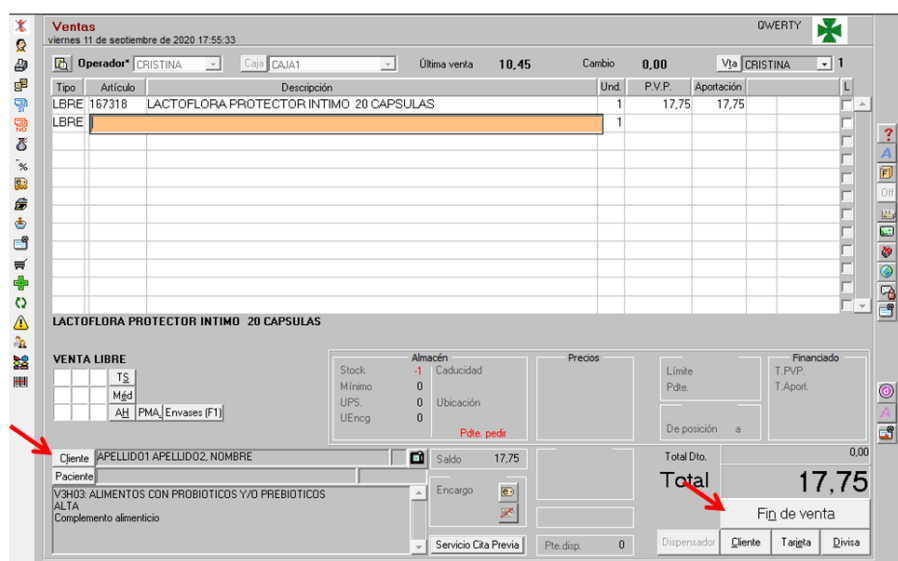 Ventas
QWERTY
viernes 11 de septiembre de 2020 17:55:33
Operador* CRISTINA Caja CAJA1 Última venta 10,45 Cambio 0,00 Vta CRISTINA 1
Tipo Artículo Descripción Und. P.V.P. Aportación L
LBRE 167318 LACTOFLORA PROTECTOR INTIMO 20 CAPSULAS 1 17,75 17,75
LBRE 1
?
A
F
Off
%
SI
NO
LACTOFLORA PROTECTOR INTIMO 20 CAPSULAS
VENTA LIBRE
TS
Méd
AH PMA Envases (F1)
Almacén
Stock -1 Caducidad
Mínimo 0
UPS. 0 Ubicación
UEncg 0
Pdte. pedir
Precios
Límite
Pdte.
De posición a
Financiado
T.PVP.
T.Aport.
@
A
Cliente APELLIDO1 APELLIDO2, NOMBRE
Paciente
V3H03: ALIMENTOS CON PROBIOTICOS Y/O PREBIOTICOS
ALTA
Complemento alimenticio
Saldo 17,75
Encargo
Servicio Cita Previa
Pte.disp. 0
Total Dto. 0,00
Total 17,75
Fin de venta
Dispensador Cliente Tarjeta Divisa